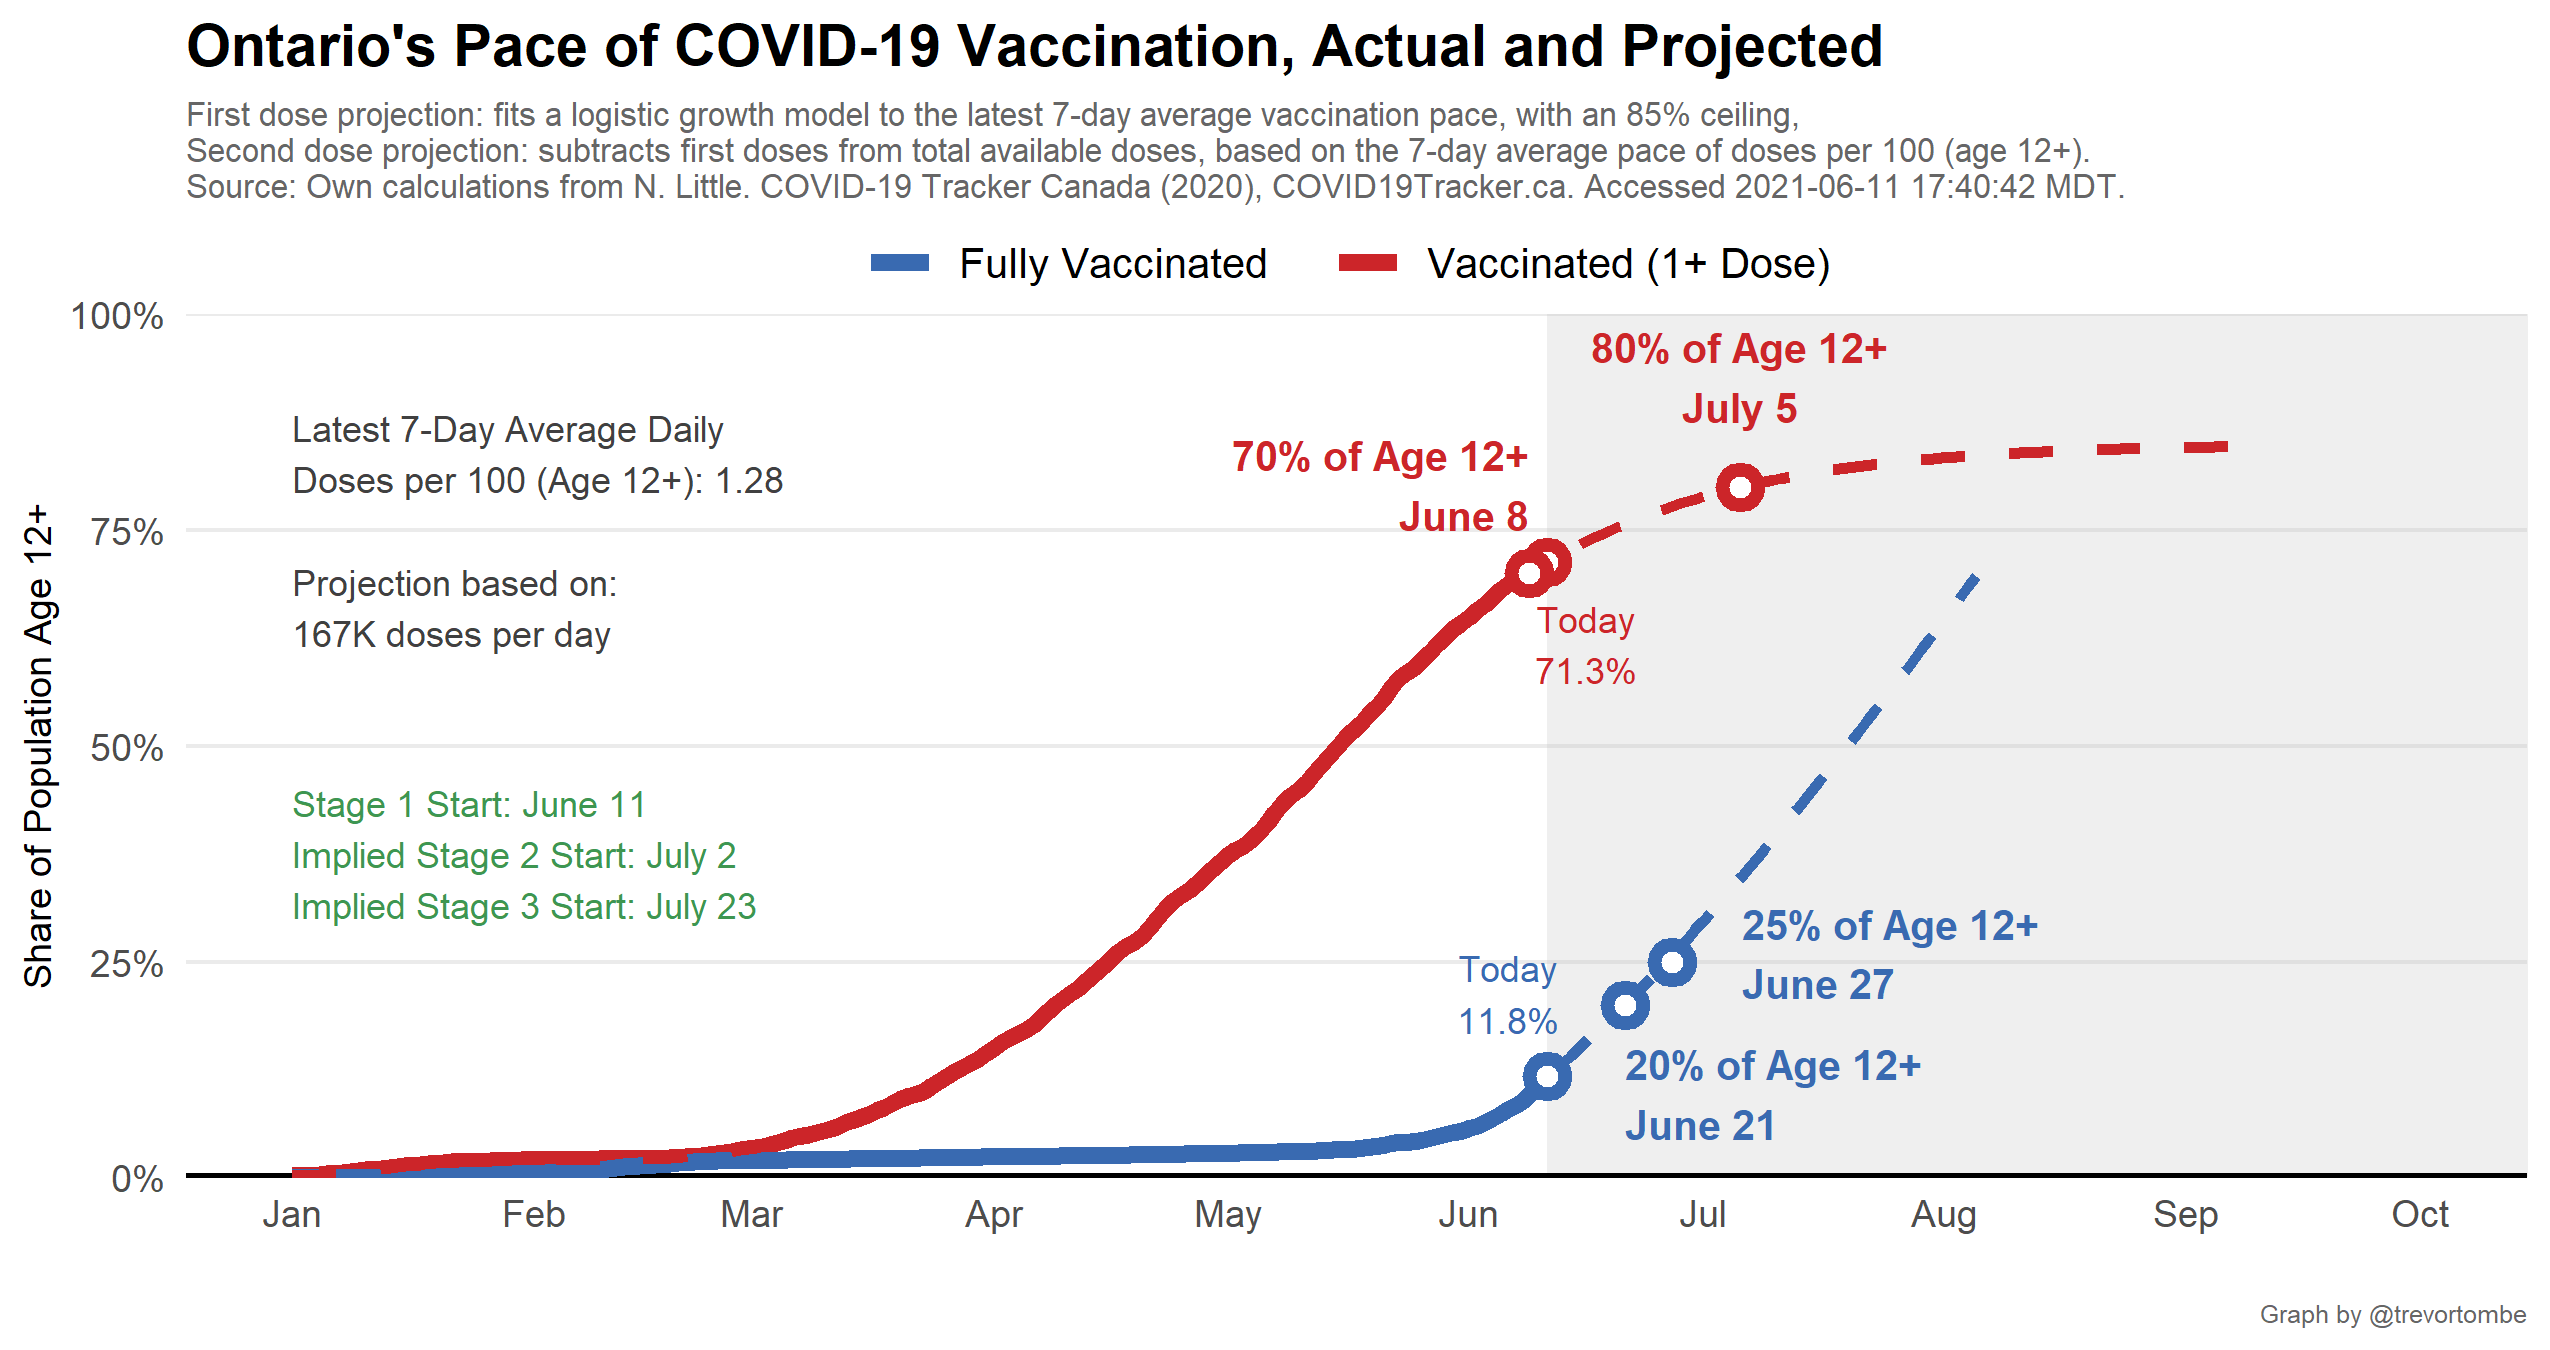 Ontario's Pace of COVID-19 Vaccination, Actual and Projected
First dose projection: fits a logistic growth model to the latest 7-day average vaccination pace, with an 85% ceiling,
Second dose projection: subtracts first doses from total available doses, based on the 7-day average pace of doses per 100 (age 12+).
Source: Own calculations from N. Little. COVID-19 Tracker Canada (2020), COVID19Tracker.ca. Accessed 2021-06-11 17:40:42 MDT.
Fully Vaccinated
Vaccinated (1+ Dose)
Share of Population Age 12+
100%
75%
50%
25%
0%
Latest 7-Day Average Daily
Doses per 100 (Age 12+): 1.28
Projection based on:
167K doses per day
Stage 1 Start: June 11
Implied Stage 2 Start: July 2
Implied Stage 3 Start: July 23
80% of Age 12+
July 5
70% of Age 12+
June 8
Today
71.3%
25% of Age 12+
June 27
Today
11.8%
20% of Age 12+
June 21
Jan
Feb
Mar
Apr
May
Jun
Jul
Aug
Sep
Oct
Graph by @trevortombe